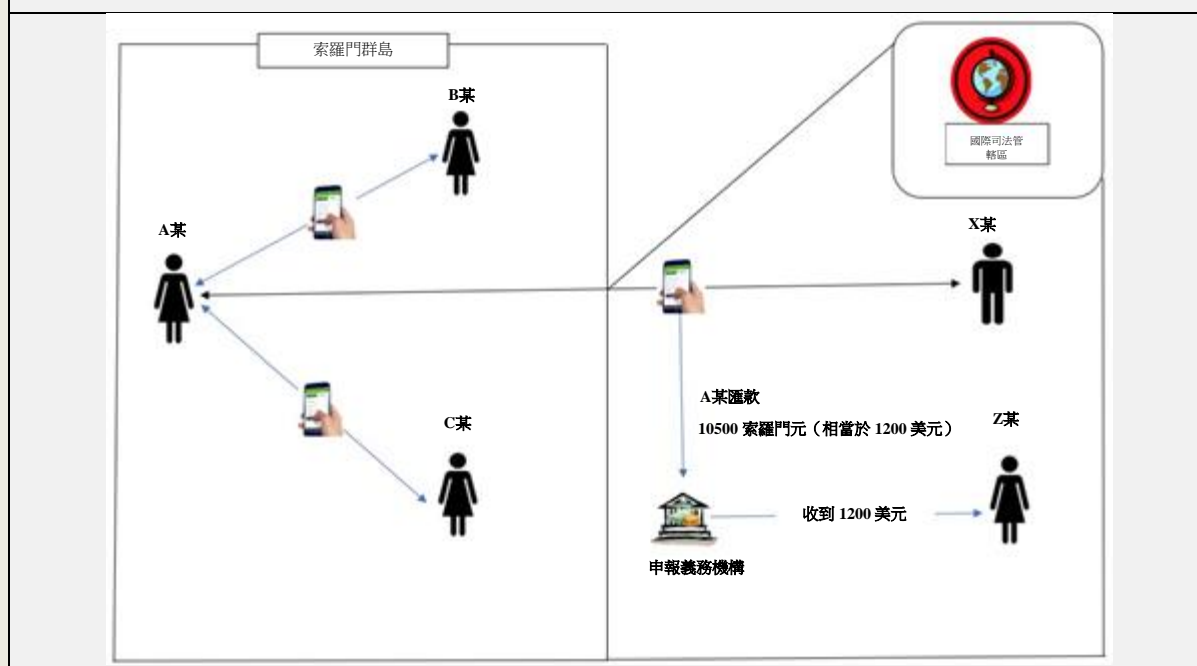 索羅門群島
B某
國際司法管
轄區
A某
X某
A某匯款
10500 索羅門元（相當於 1200 美元）
C某
Z某
收到 1200 美元
申報義務機構